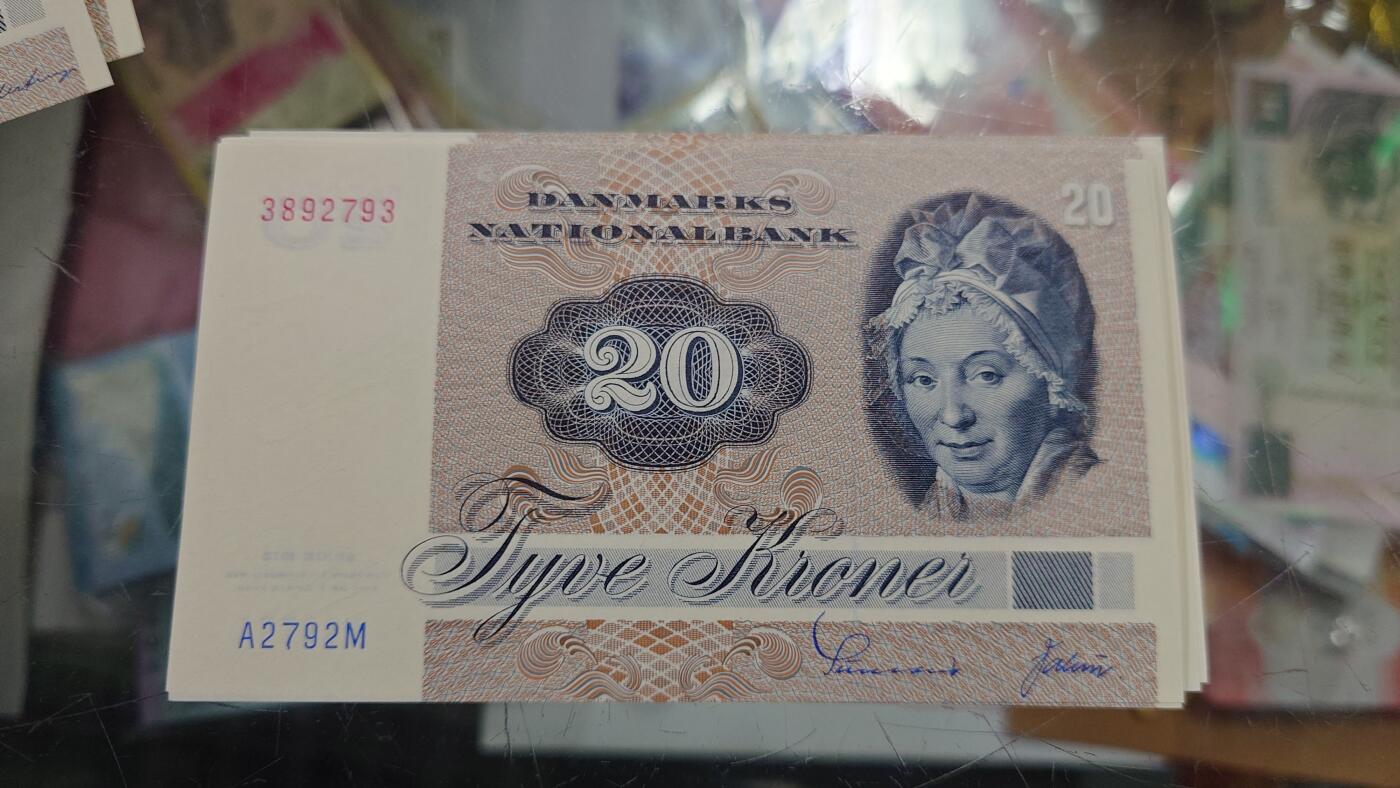 3892793
DANMARKS
NATIONALBANK
20
20
Tyve Kroner
A2792M